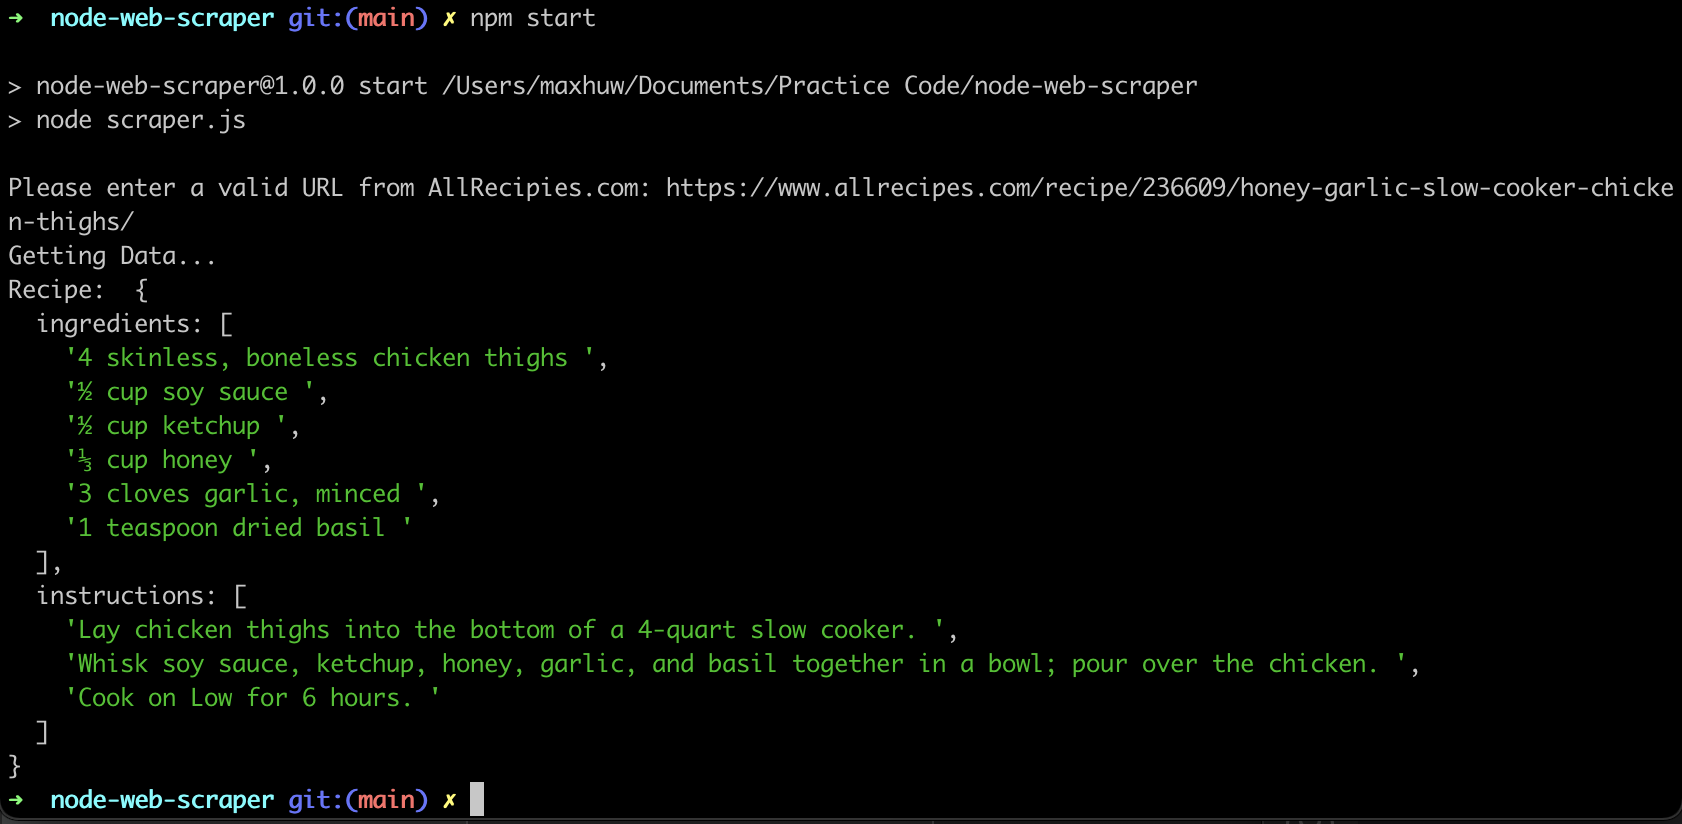 ➜  node-web-scraper git:(main) ✗ npm start

> node-web-scraper@1.0.0 start /Users/maxhuw/Documents/Practice Code/node-web-scraper
> node scraper.js

Please enter a valid URL from AllRecipies.com: https://www.allrecipes.com/recipe/236609/honey-garlic-slow-cooker-chicke
n-thighs/
Getting Data...
Recipe:  {
  ingredients: [
    '4 skinless, boneless chicken thighs ',
    '½ cup soy sauce ',
    '½ cup ketchup ',
    '⅓ cup honey ',
    '3 cloves garlic, minced ',
    '1 teaspoon dried basil '
  ],
  instructions: [
    'Lay chicken thighs into the bottom of a 4-quart slow cooker. ',
    'Whisk soy sauce, ketchup, honey, garlic, and basil together in a bowl; pour over the chicken. ',
    'Cook on Low for 6 hours. '
  ]
}
➜  node-web-scraper git:(main) ✗